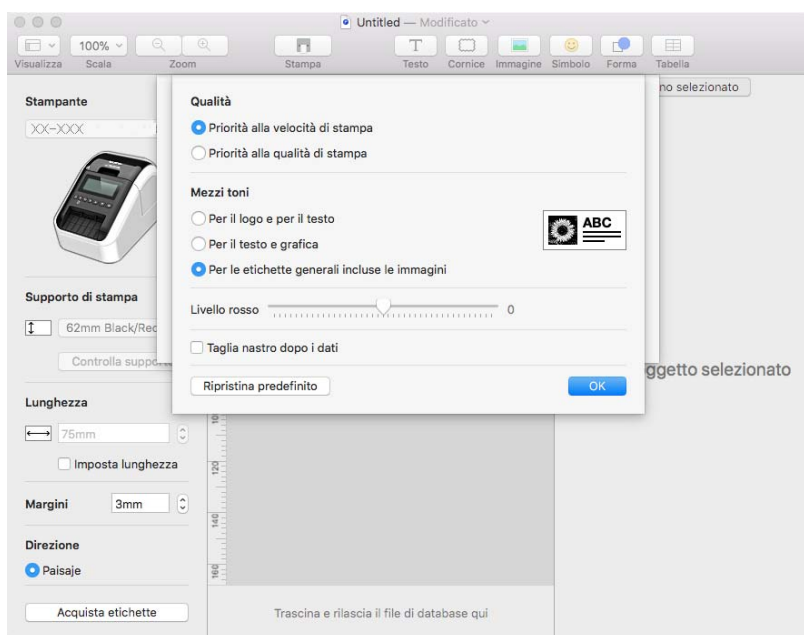 Untitled — Modificato
100%
Visualizza Scala Zoom Stampa Testo Cornice Immagine Simbolo Forma Tabella
no selezionato
Stampante
XX-XXX
Qualità
Priorità alla velocità di stampa
Priorità alla qualità di stampa
Mezzi toni
Per il logo e per il testo
Per il testo e grafica
Per le etichette generali incluse le immagini
ABC
Livello rosso 0
Taglia nastro dopo i dati
Ripristina predefinito OK
Supporto di stampa
62mm Black/Rec
Controlla suppo
ggetto selezionato
Lunghezza
75mm
Imposta lunghezza
Margini 3mm
Direzione
Paisaje
Acquista etichette
120
140
160
Trascina e rilascia il file di database qui